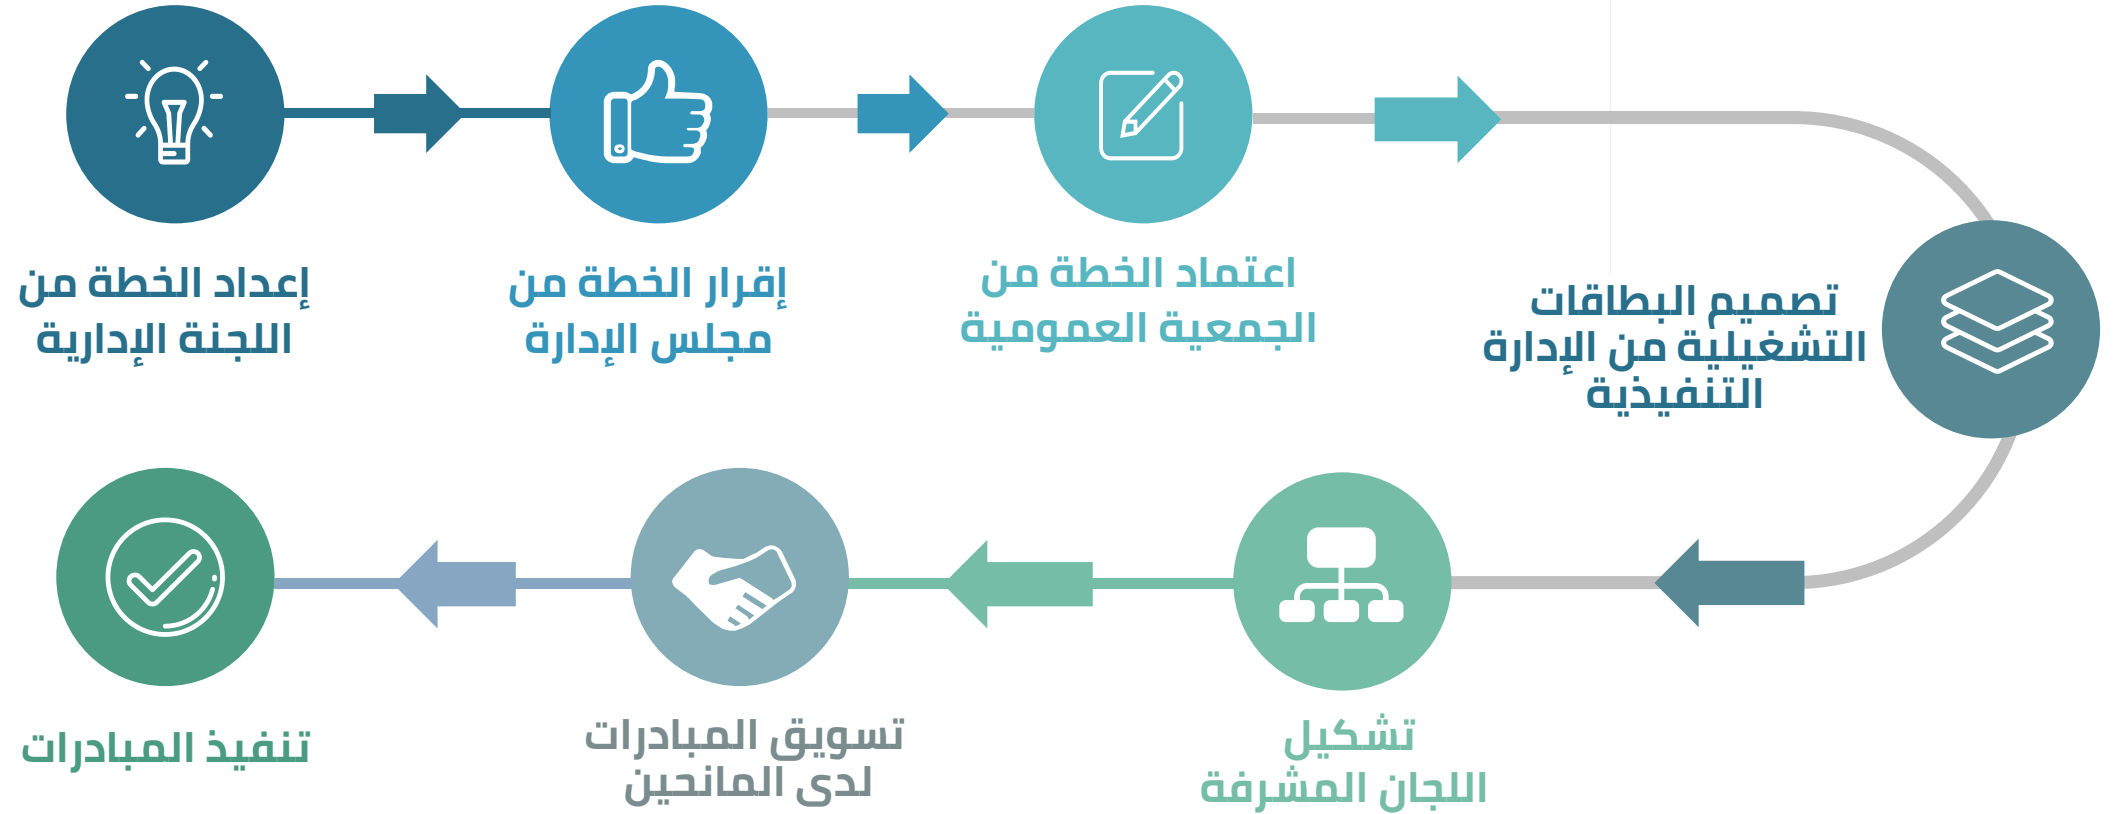 إعداد الخطة من
اللجنة الإدارية
إقرار الخطة من
مجلس الإدارة
اعتماد الخطة من
الجمعية العمومية
تصميم البطاقات
التشغيلية من الإدارة
التنفيذية
تشكيل
اللجان المشرفة
تسويق المبادرات
لدى المانحين
تنفيذ المبادرات